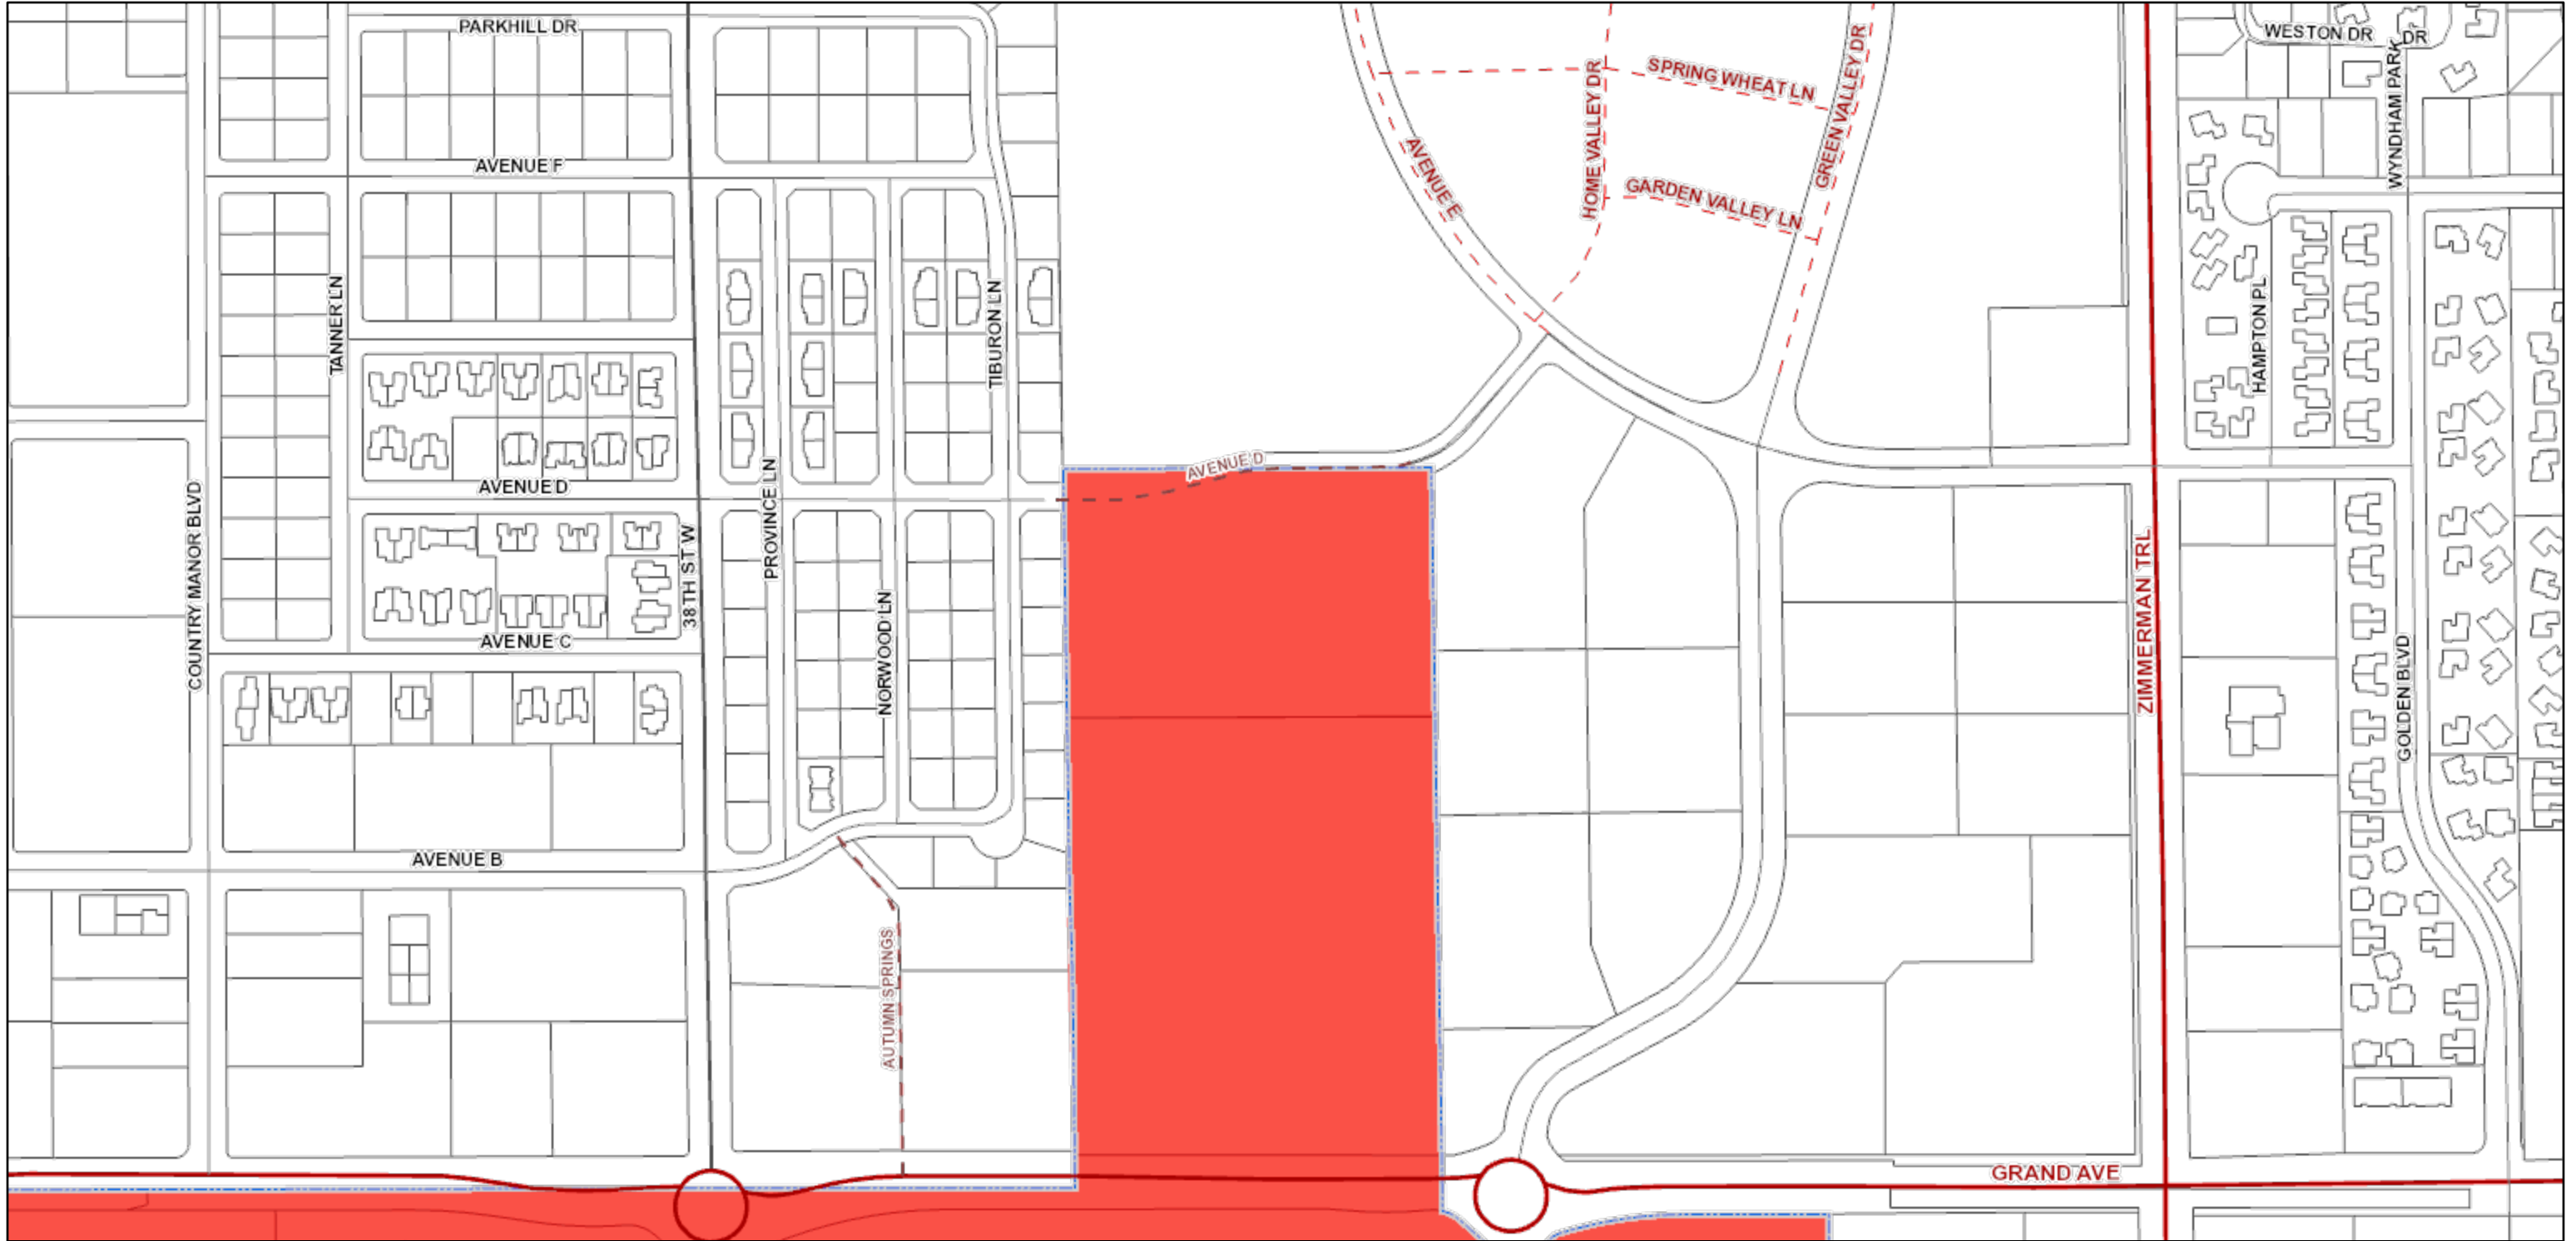 PARKHILL DR
WESTON DR
DR
WYNDHAM PARK
SPRING WHEAT LN
HOME VALLEY DR
GREEN VALLEY DR
AVENUE F
AVENUE E
GARDEN VALLEY LN
TANNER LN
TIBURON LN
HAMPTON PL
AVENUE D
AVENUE D
COUNTRY MANOR BLVD
PROVINCE LN
38TH ST W
NORWOOD LN
ZIMMERMAN TRL
GOLDEN BLVD
AVENUE C
AVENUE B
AUTUMN SPRINGS
GRAND AVE